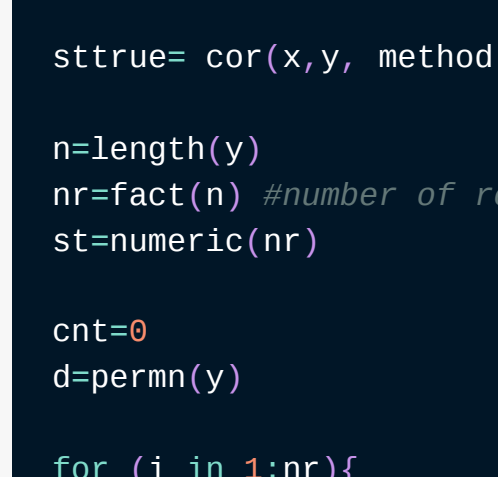 sttrue= cor(x,y, method
n=length(y)
nr=fact(n) #number of
st=numeric(nr)
cnt=0
d=permn(y)
for (i in 1:nr){